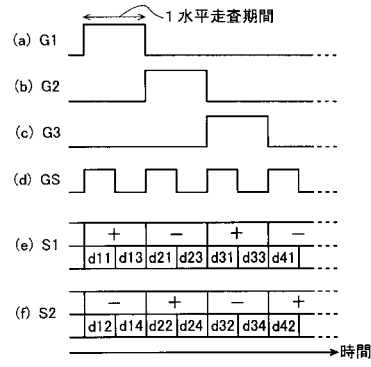 1水平走査期間
(a) G1
(b) G2
(c) G3
(d) GS
+ − + −
(e) S1
d11 d13 d21 d23 d31 d33 d41
− + − +
(f) S2
d12 d14 d22 d24 d32 d34 d42
時間